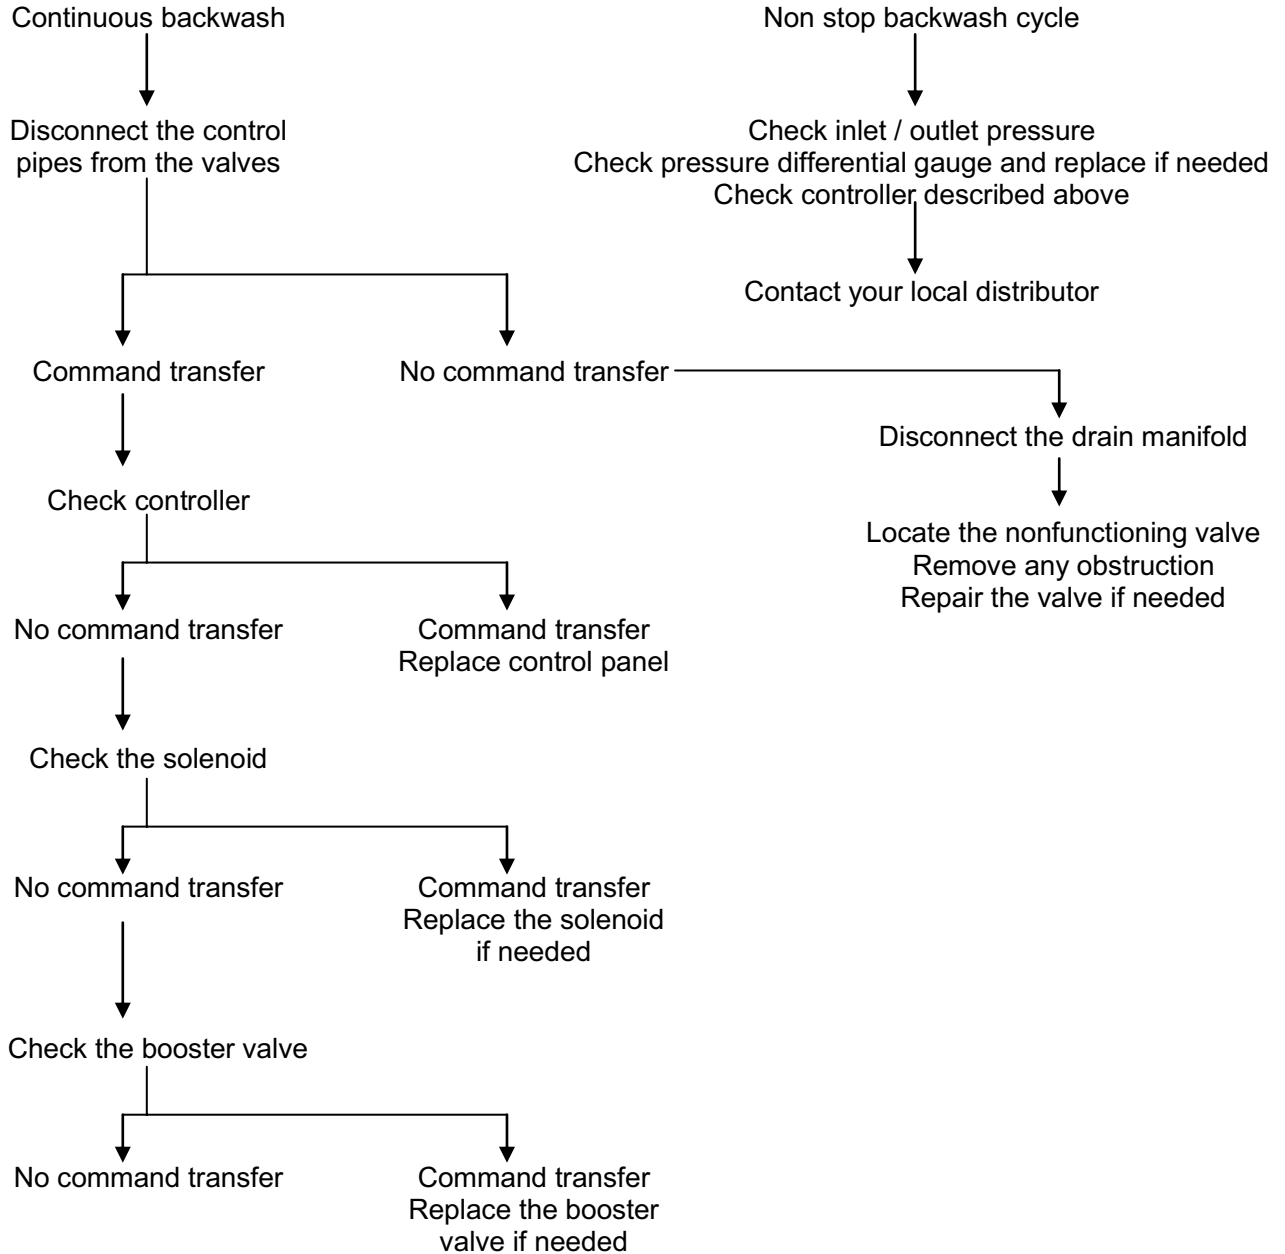 Continuous backwash
Non stop backwash cycle
Disconnect the control
pipes from the valves
Check inlet / outlet pressure
Check pressure differential gauge and replace if needed
Check controller described above
Contact your local distributor
Command transfer
No command transfer
Disconnect the drain manifold
Locate the nonfunctioning valve
Remove any obstruction
Repair the valve if needed
Check controller
No command transfer
Command transfer
Replace control panel
Check the solenoid
No command transfer
Command transfer
Replace the solenoid
if needed
Check the booster valve
No command transfer
Command transfer
Replace the booster
valve if needed